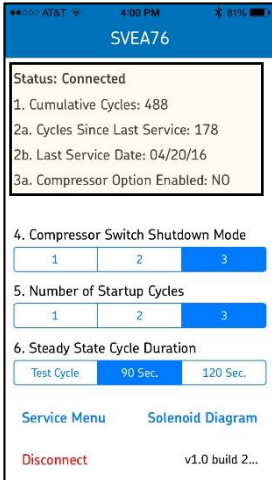 ●●○○○ AT&T 4:00 PM 81%
SVEA76
Status: Connected
1. Cumulative Cycles: 488
2a. Cycles Since Last Service: 178
2b. Last Service Date: 04/20/16
3a. Compressor Option Enabled: NO
4. Compressor Switch Shutdown Mode
1 2 3
5. Number of Startup Cycles
1 2 3
6. Steady State Cycle Duration
Test Cycle 90 Sec. 120 Sec.
Service Menu Solenoid Diagram
Disconnect v1.0 build 2...